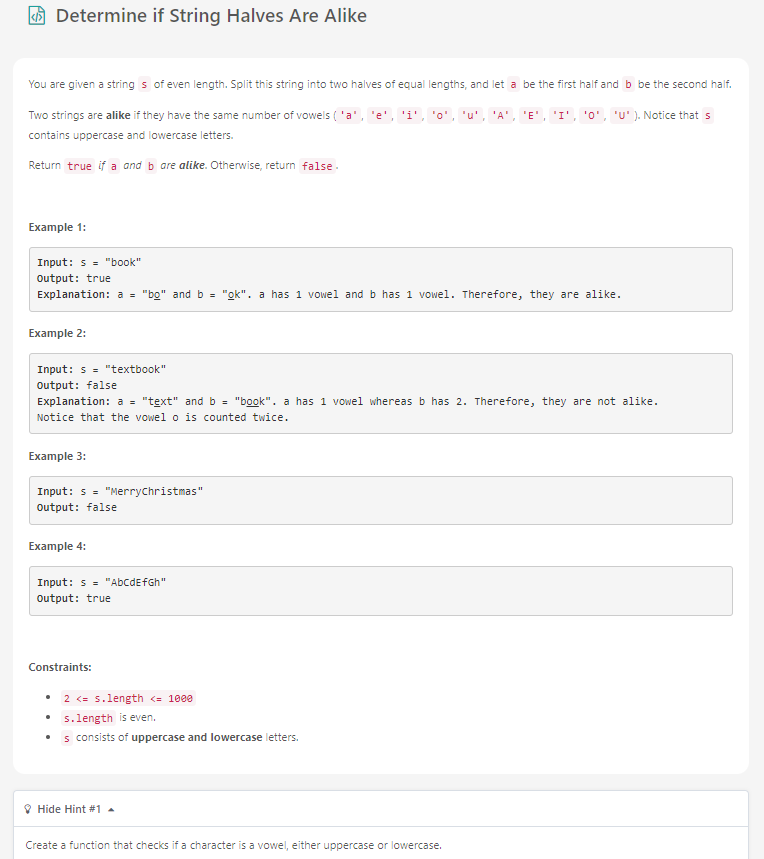 Determine if String Halves Are Alike
You are given a string s of even length. Split this string into two halves of equal lengths, and let a be the first half and b be the second half.
Two strings are alike if they have the same number of vowels ( 'a' , 'e' , 'i' , 'o' , 'u' , 'A' , 'E' , 'I' , 'O' , 'U' ). Notice that s
contains uppercase and lowercase letters.
Return true if a and b are alike. Otherwise, return false .
Example 1:
Input: s = "book"
Output: true
Explanation: a = "bo" and b = "ok". a has 1 vowel and b has 1 vowel. Therefore, they are alike.
Example 2:
Input: s = "textbook"
Output: false
Explanation: a = "text" and b = "book". a has 1 vowel whereas b has 2. Therefore, they are not alike.
Notice that the vowel o is counted twice.
Example 3:
Input: s = "MerryChristmas"
Output: false
Example 4:
Input: s = "AbCdEfGh"
Output: true
Constraints:
• 2 <= s.length <= 1000
• s.length is even.
• s consists of uppercase and lowercase letters.
Hide Hint #1
Create a function that checks if a character is a vowel, either uppercase or lowercase.